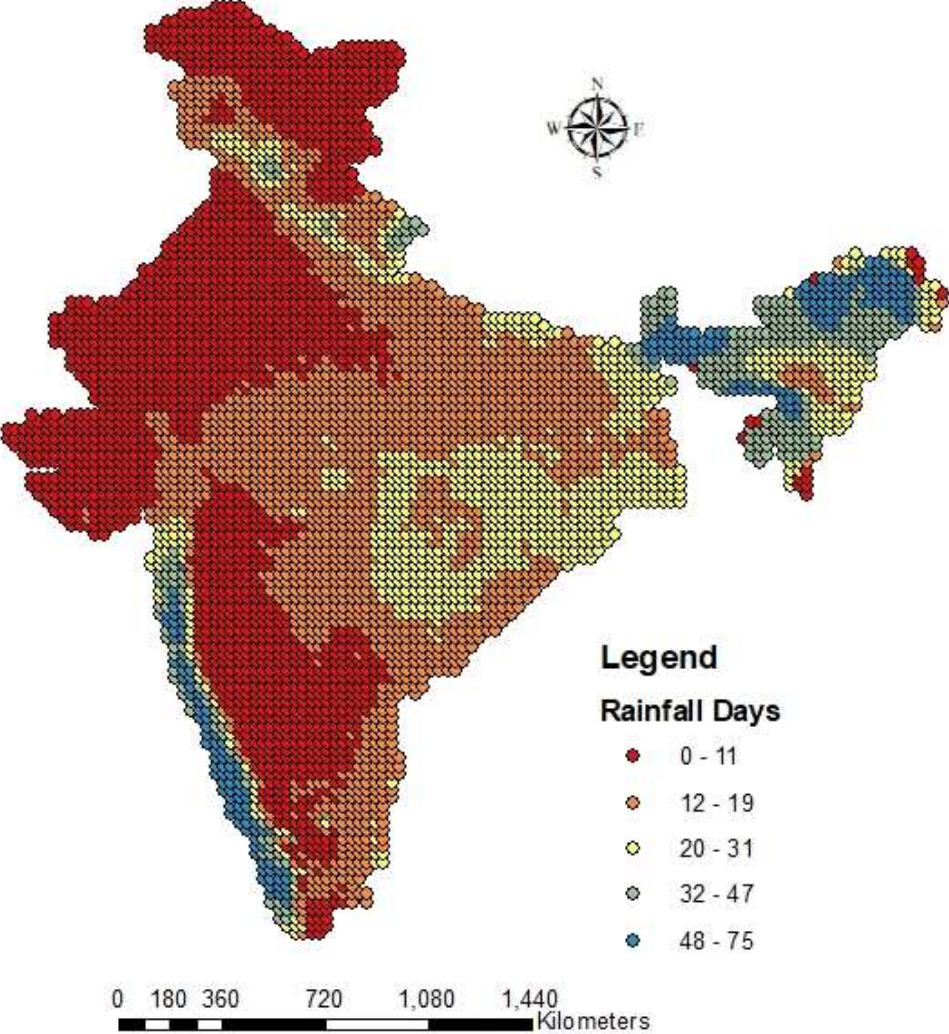 N
W E
S
Legend
Rainfall Days
0 - 11
12 - 19
20 - 31
32 - 47
48 - 75
0 180 360 720 1,080 1,440
Kilometers